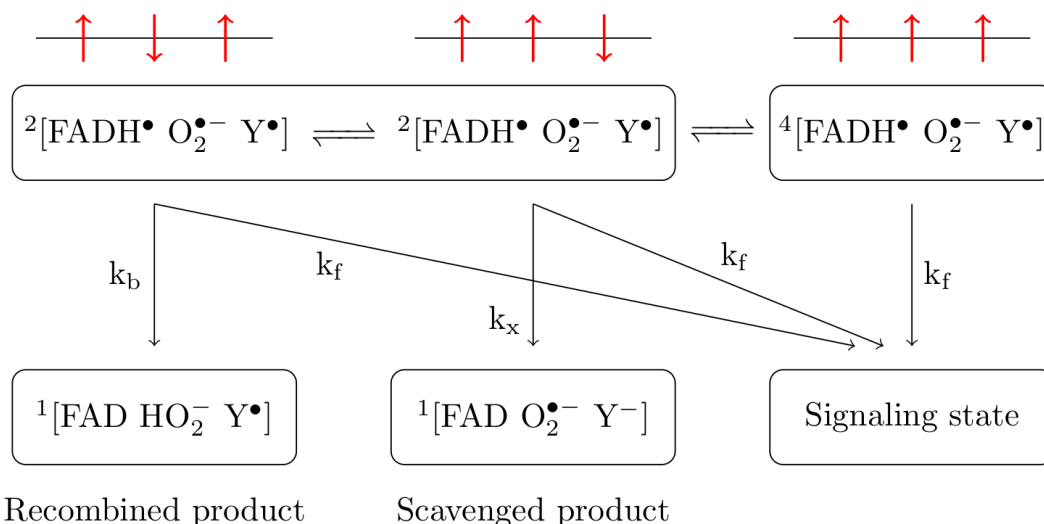 ²[FADH• O₂•− Y•] ⇌ ²[FADH• O₂•− Y•] ⇌ ⁴[FADH• O₂•− Y•]
k_b k_f k_x k_f k_f
¹[FAD HO₂− Y•] ¹[FAD O₂•− Y−] Signaling state
Recombined product Scavenged product